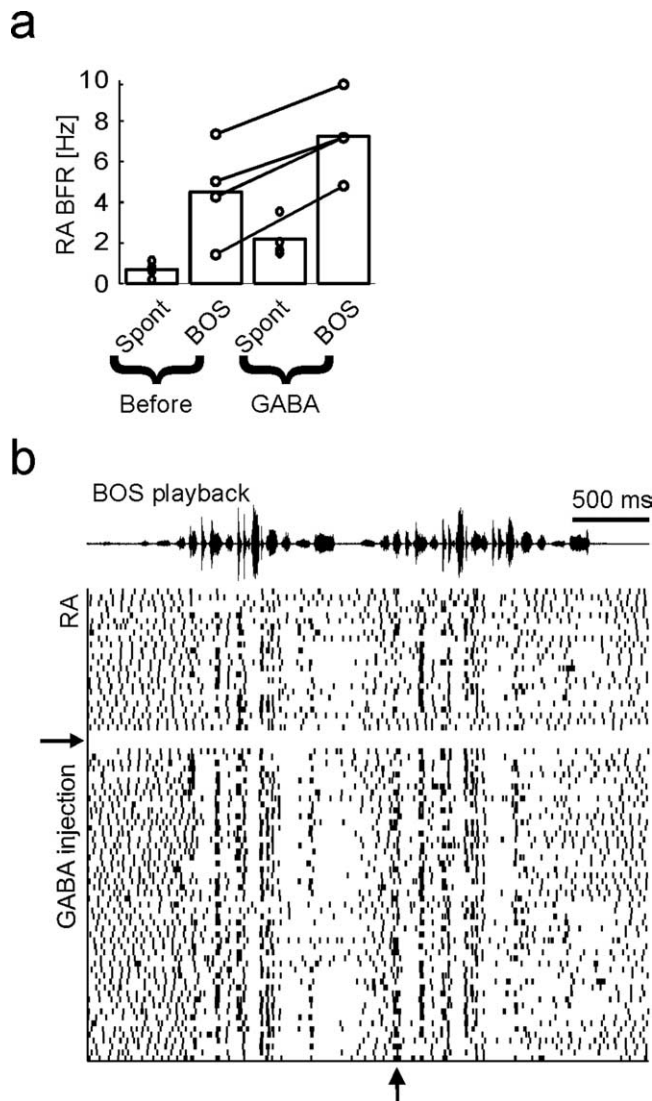 a
RA BFR [Hz]
10
8
6
4
2
0
Spont
BOS
Spont
BOS
Before
GABA
b
BOS playback
500 ms
RA
GABA injection